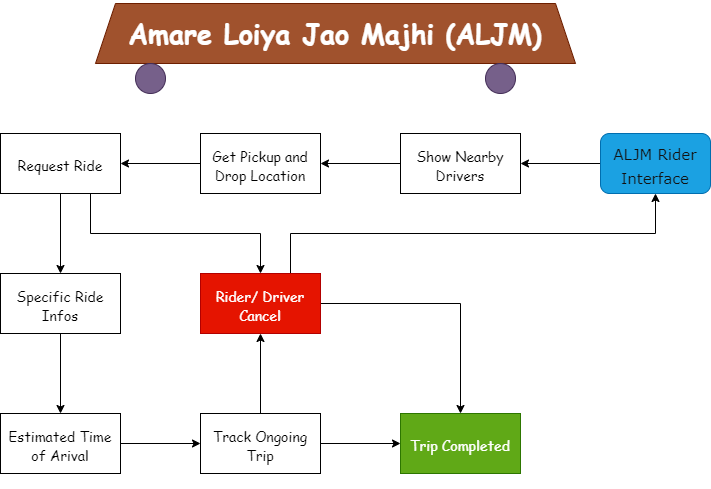 Amare Loiya Jao Majhi (ALJM)
Request Ride
Get Pickup and
Drop Location
Show Nearby
Drivers
ALJM Rider
Interface
Specific Ride
Infos
Rider/ Driver
Cancel
Estimated Time
of Arival
Track Ongoing
Trip
Trip Completed